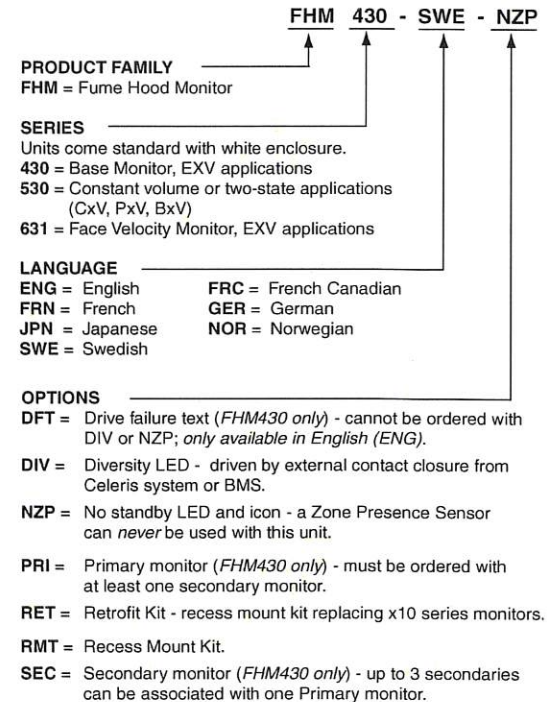 FHM 430 - SWE - NZP
PRODUCT FAMILY
FHM = Fume Hood Monitor
SERIES
Units come standard with white enclosure.
430 = Base Monitor, EXV applications
530 = Constant volume or two-state applications
(CxV, PxV, BxV)
631 = Face Velocity Monitor, EXV applications
LANGUAGE
ENG = English FRC = French Canadian
FRN = French GER = German
JPN = Japanese NOR = Norwegian
SWE = Swedish
OPTIONS
DFT = Drive failure text (FHM430 only) - cannot be ordered with
DIV or NZP; only available in English (ENG).
DIV = Diversity LED - driven by external contact closure from
Celeris system or BMS.
NZP = No standby LED and icon - a Zone Presence Sensor
can never be used with this unit.
PRI = Primary monitor (FHM430 only) - must be ordered with
at least one secondary monitor.
RET = Retrofit Kit - recess mount kit replacing x10 series monitors.
RMT = Recess Mount Kit.
SEC = Secondary monitor (FHM430 only) - up to 3 secondaries
can be associated with one Primary monitor.